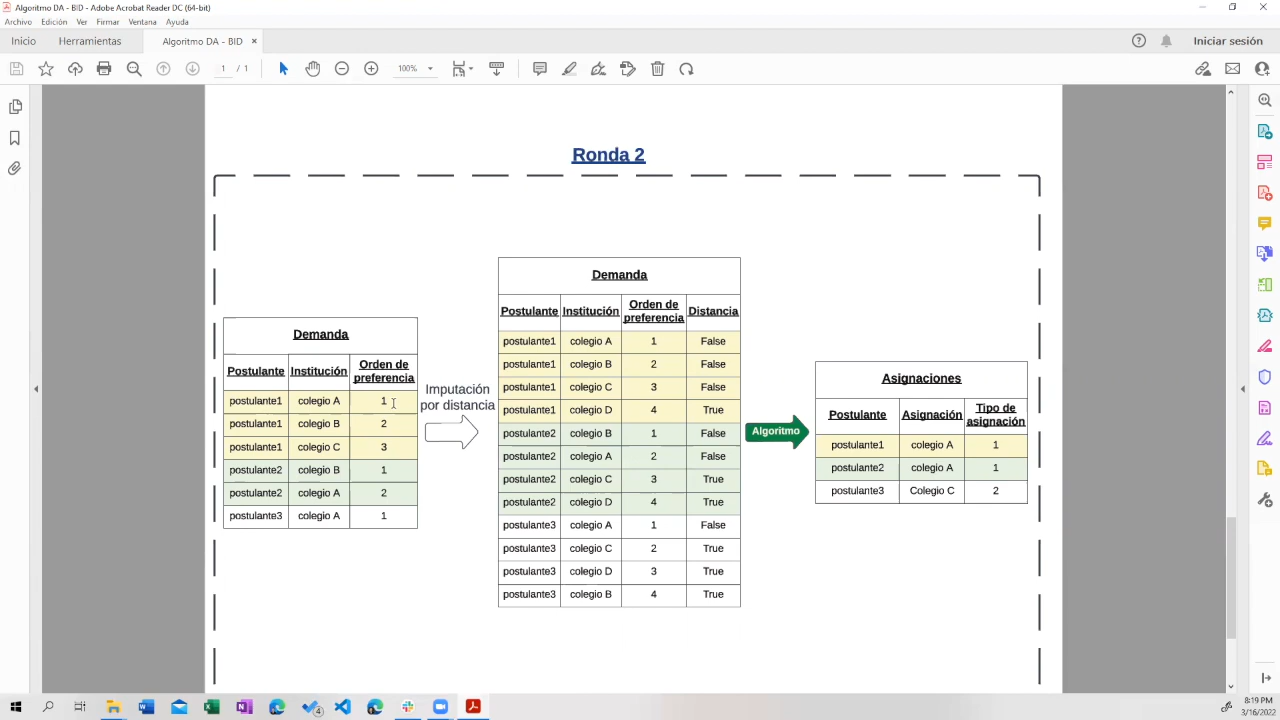 Algoritmo DA - BID - Adobe Acrobat Reader DC (64-bit)
Archivo Edición Ver Firmar Ventana Ayuda
Inicio Herramientas Algoritmo DA - BID × Iniciar sesión
1 / 1 100%
Ronda 2
Demanda
Postulante Institución Orden de preferencia
postulante1 colegio A 1
postulante1 colegio B 2
postulante1 colegio C 3
postulante2 colegio B 1
postulante2 colegio A 2
postulante3 colegio A 1
Imputación
por distancia
Demanda
Postulante Institución Orden de preferencia Distancia
postulante1 colegio A 1 False
postulante1 colegio B 2 False
postulante1 colegio C 3 False
postulante1 colegio D 4 True
postulante2 colegio B 1 False
postulante2 colegio A 2 False
postulante2 colegio C 3 True
postulante2 colegio D 4 True
postulante3 colegio A 1 False
postulante3 colegio C 2 True
postulante3 colegio D 3 True
postulante3 colegio B 4 True
Algoritmo
Asignaciones
Postulante Asignación Tipo de asignación
postulante1 colegio A 1
postulante2 colegio A 1
postulante3 Colegio C 2
8:19 PM
3/16/2022